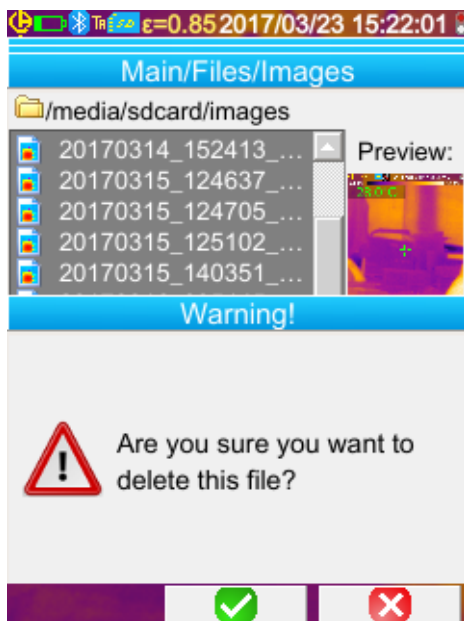 ε=0.85 2017/03/23 15:22:01
Main/Files/Images
/media/sdcard/images
20170314_152413_...
Preview:
20170315_124637_...
20170315_124705_...
20170315_125102_...
20170315_140351_...
Warning!
Are you sure you want to
delete this file?